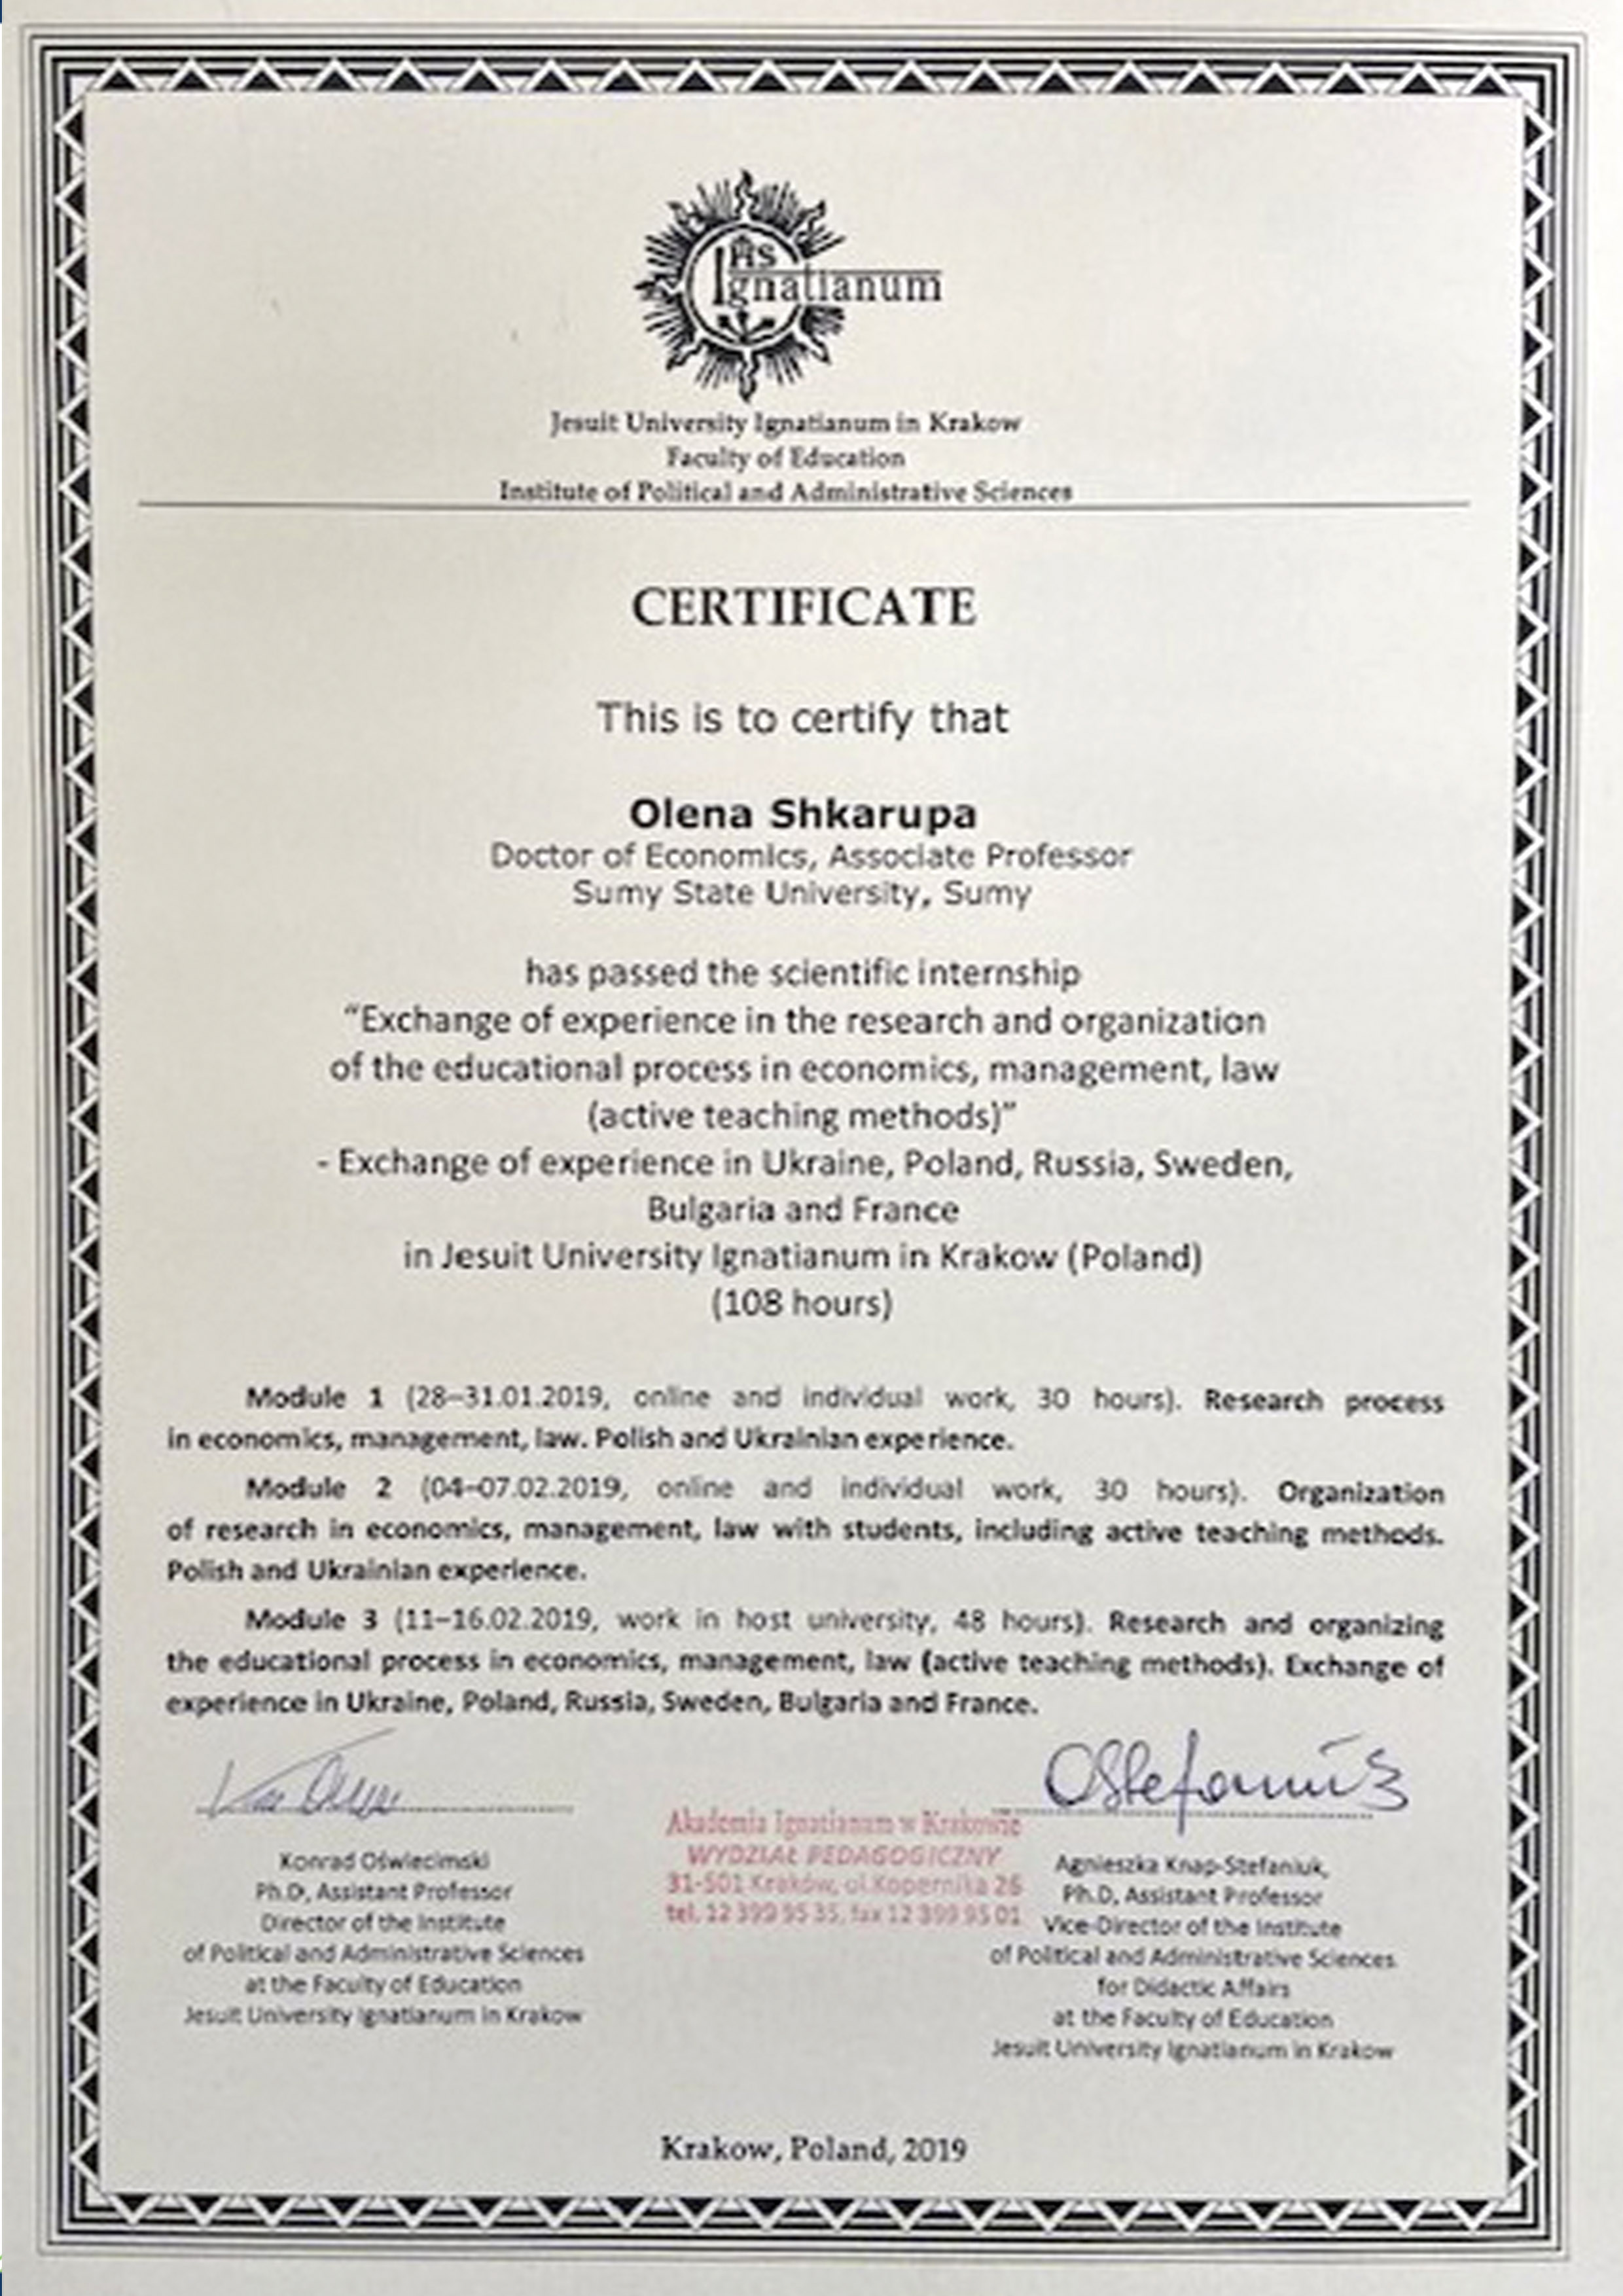 IHS
Ignatianum
Jesuit University Ignatianum in Krakow
Faculty of Education
Institute of Political and Administrative Sciences
CERTIFICATE
This is to certify that
Olena Shkarupa
Doctor of Economics, Associate Professor
Sumy State University, Sumy
has passed the scientific internship
“Exchange of experience in the research and organization
of the educational process in economics, management, law
(active teaching methods)”
- Exchange of experience in Ukraine, Poland, Russia, Sweden,
Bulgaria and France
in Jesuit University Ignatianum in Krakow (Poland)
(108 hours)
Module 1 (28–31.01.2019, online and individual work, 30 hours). Research process
in economics, management, law. Polish and Ukrainian experience.
Module 2 (04–07.02.2019, online and individual work, 30 hours). Organization
of research in economics, management, law with students, including active teaching methods.
Polish and Ukrainian experience.
Module 3 (11–16.02.2019, work in host university, 48 hours). Research and organizing
the educational process in economics, management, law (active teaching methods). Exchange of
experience in Ukraine, Poland, Russia, Sweden, Bulgaria and France.
Konrad Oświecimski
Ph.D, Assistant Professor
Director of the Institute
of Political and Administrative Sciences
at the Faculty of Education
Jesuit University Ignatianum in Krakow
Akademia Ignatianum w Krakowie
WYDZIAŁ PEDAGOGICZNY
31-501 Kraków, ul.Kopernika 26
tel. 12 399 95 35, fax 12 399 95 01
Agnieszka Knap-Stefaniuk,
Ph.D, Assistant Professor
Vice-Director of the Institute
of Political and Administrative Sciences
for Didactic Affairs
at the Faculty of Education
Jesuit University Ignatianum in Krakow
Krakow, Poland, 2019